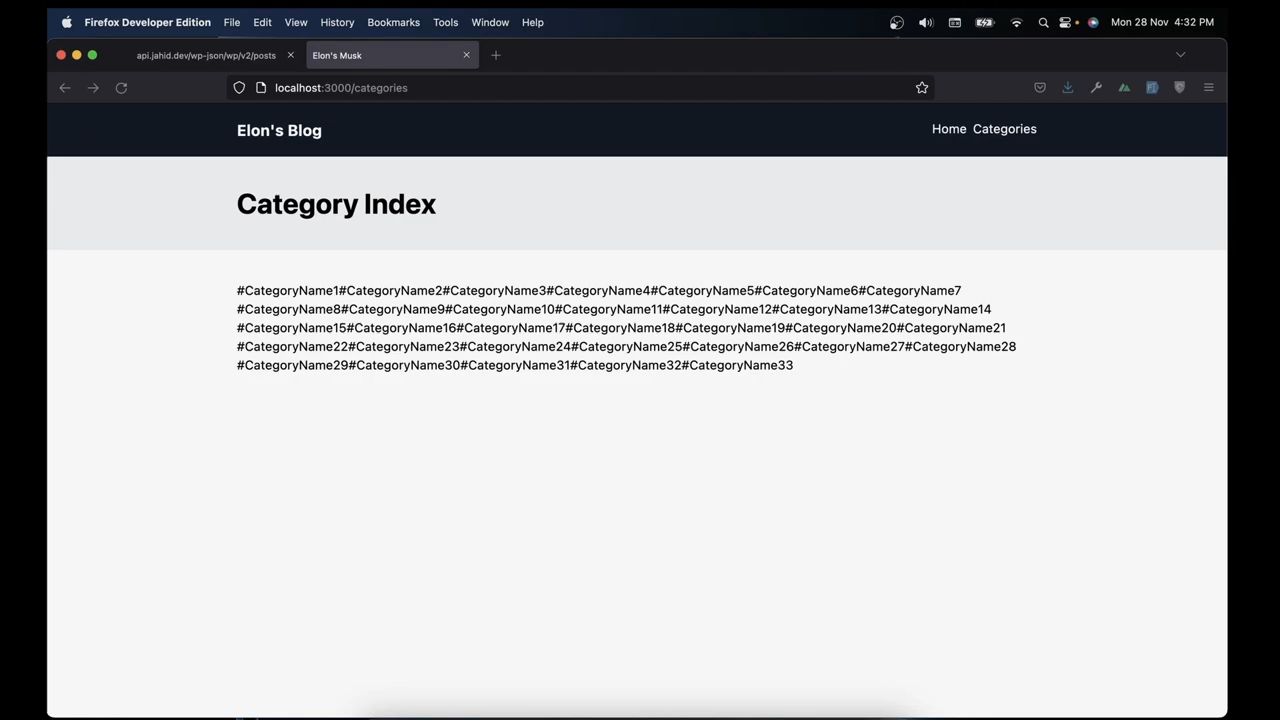 Firefox Developer Edition File Edit View History Bookmarks Tools Window Help Mon 28 Nov 4:32 PM
api.jahid.dev/wp-json/wp/v2/posts Elon's Musk
localhost:3000/categories
Elon's Blog Home Categories
Category Index
#CategoryName1#CategoryName2#CategoryName3#CategoryName4#CategoryName5#CategoryName6#CategoryName7
#CategoryName8#CategoryName9#CategoryName10#CategoryName11#CategoryName12#CategoryName13#CategoryName14
#CategoryName15#CategoryName16#CategoryName17#CategoryName18#CategoryName19#CategoryName20#CategoryName21
#CategoryName22#CategoryName23#CategoryName24#CategoryName25#CategoryName26#CategoryName27#CategoryName28
#CategoryName29#CategoryName30#CategoryName31#CategoryName32#CategoryName33